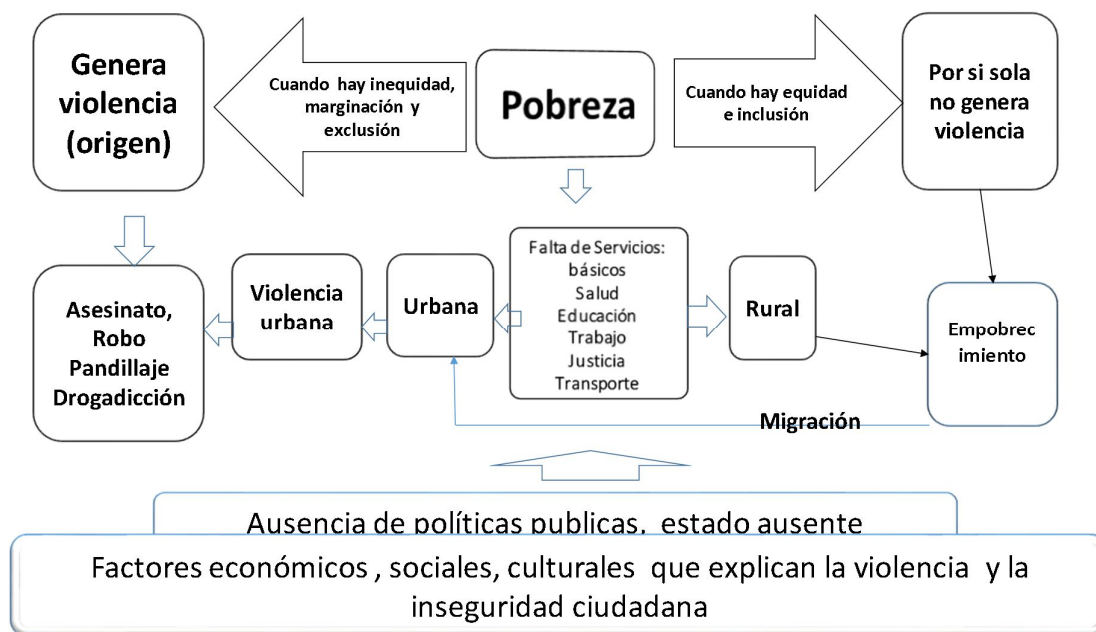 Genera
violencia
(origen)
Cuando hay inequidad,
marginación y
exclusión
Pobreza
Cuando hay equidad
e inclusión
Por si sola
no genera
violencia
Asesinato,
Robo
Pandillaje
Drogadicción
Violencia
urbana
Urbana
Falta de Servicios:
básicos
Salud
Educación
Trabajo
Justicia
Transporte
Rural
Empobrec
imiento
Migración
Ausencia de políticas publicas, estado ausente
Factores económicos , sociales, culturales que explican la violencia y la
inseguridad ciudadana